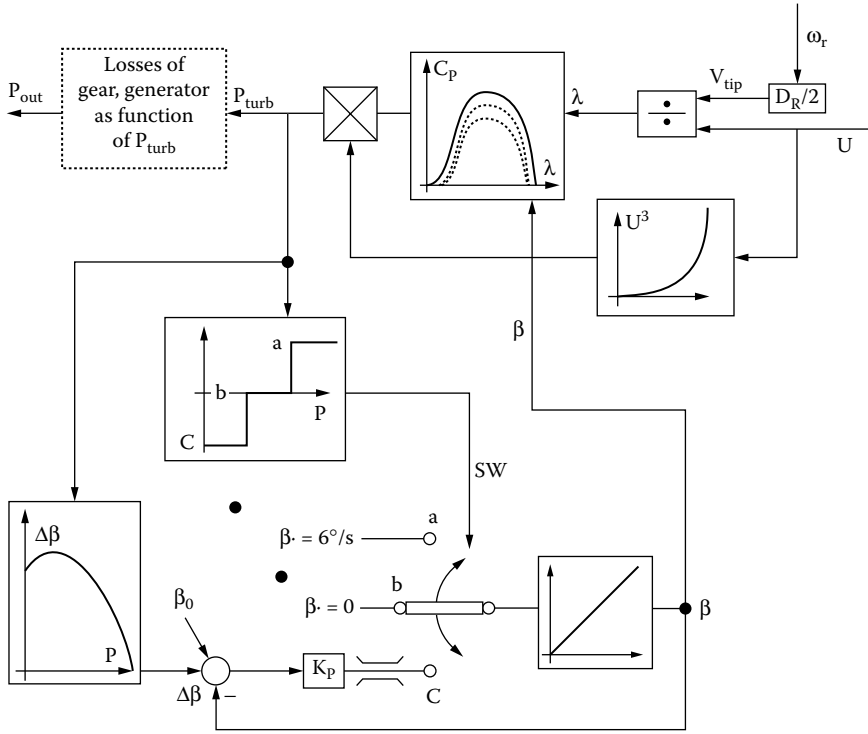 ω_r
P_out
Losses of
gear, generator
as function
of P_turb
P_turb
C_P
λ
λ
V_tip
D_R/2
U
U³
β
a
b
P
C
SW
Δβ
P
β· = 6°/s
a
β· = 0
b
β
β₀
Δβ
−
K_P
C